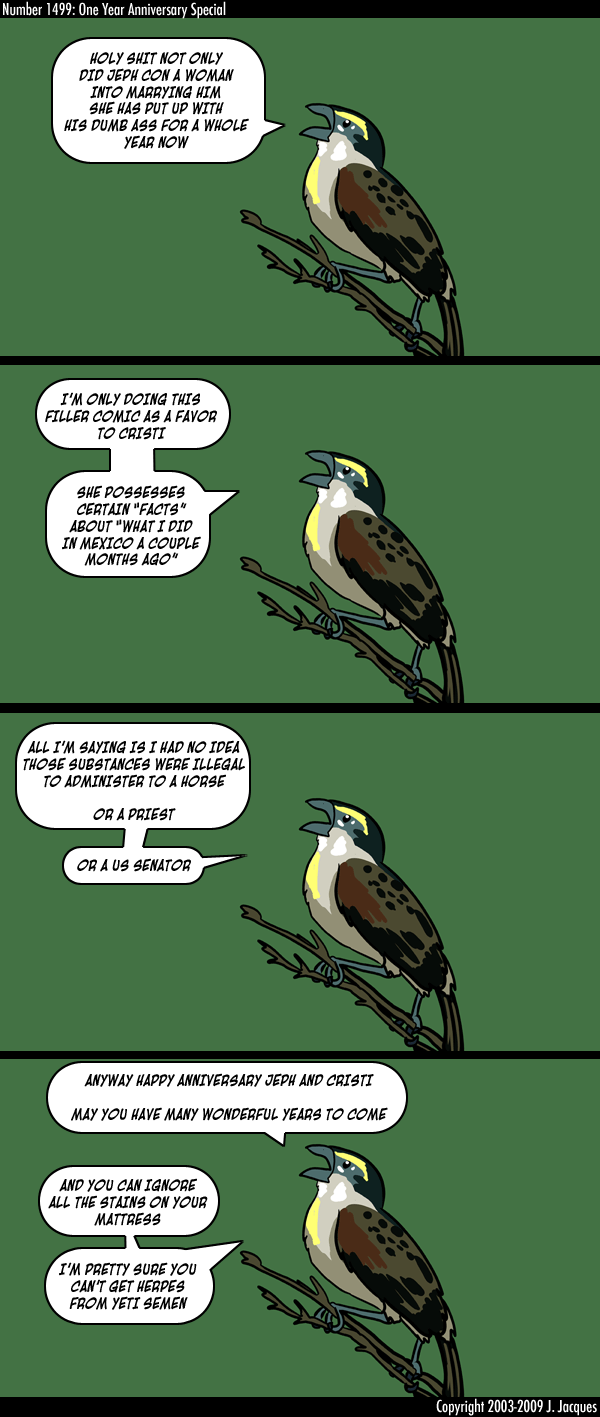 Number 1499: One Year Anniversary Special
HOLY SHIT NOT ONLY
DID JEPH CON A WOMAN
INTO MARRYING HIM
SHE HAS PUT UP WITH
HIS DUMB ASS FOR A WHOLE
YEAR NOW
I'M ONLY DOING THIS
FILLER COMIC AS A FAVOR
TO CRISTI
SHE POSSESSES
CERTAIN "FACTS"
ABOUT "WHAT I DID
IN MEXICO A COUPLE
MONTHS AGO"
ALL I'M SAYING IS I HAD NO IDEA
THOSE SUBSTANCES WERE ILLEGAL
TO ADMINISTER TO A HORSE
OR A PRIEST
OR A US SENATOR
ANYWAY HAPPY ANNIVERSARY JEPH AND CRISTI
MAY YOU HAVE MANY WONDERFUL YEARS TO COME
AND YOU CAN IGNORE
ALL THE STAINS ON YOUR
MATTRESS
I'M PRETTY SURE YOU
CAN'T GET HERPES
FROM YETI SEMEN
Copyright 2003-2009 J. Jacques